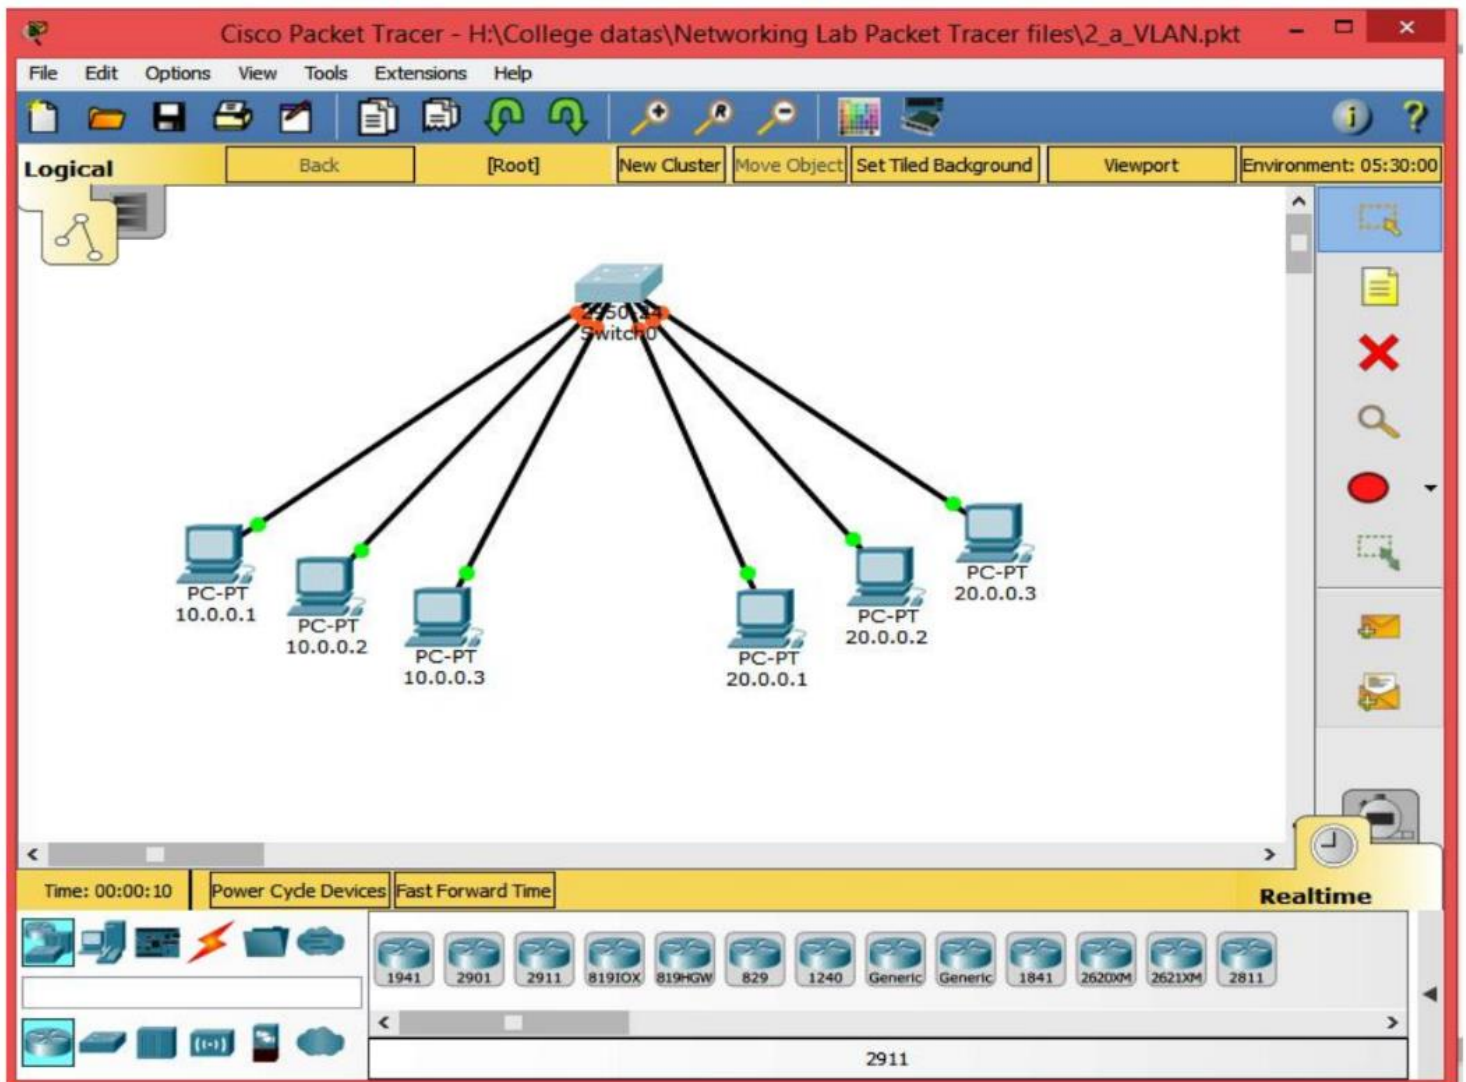 Cisco Packet Tracer - H:\College datas\Networking Lab Packet Tracer files\2_a_VLAN.pkt
File Edit Options View Tools Extensions Help
Logical Back [Root] New Cluster Move Object Set Tiled Background Viewport Environment: 05:30:00
2950-24
Switch0
PC-PT
10.0.0.1
PC-PT
10.0.0.2
PC-PT
10.0.0.3
PC-PT
20.0.0.1
PC-PT
20.0.0.2
PC-PT
20.0.0.3
Time: 00:00:10 Power Cycle Devices Fast Forward Time Realtime
1941 2901 2911 819IOX 819HGW 829 1240 Generic Generic 1841 2620XM 2621XM 2811
2911